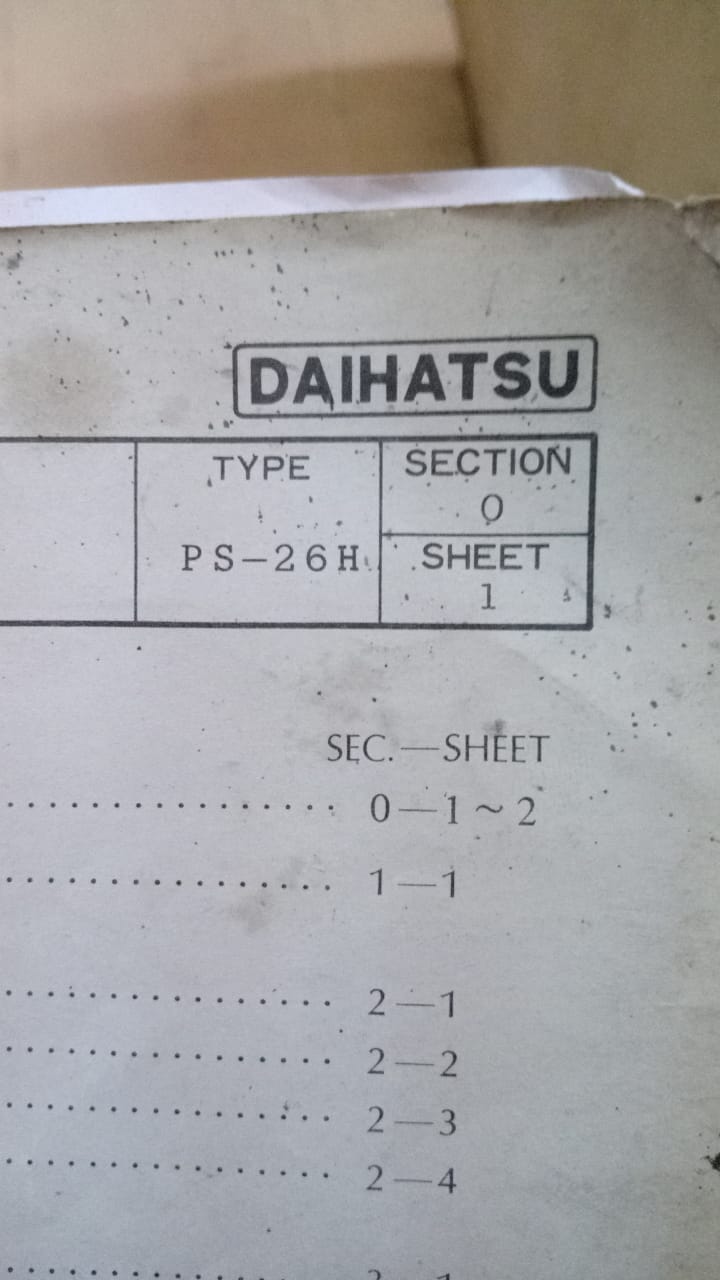 DAIHATSU
TYPE
PS-26H
SECTION
0
SHEET
1
SEC.—SHEET
................ 0—1~2
................ 1—1
................ 2—1
................ 2—2
................ 2—3
................ 2—4